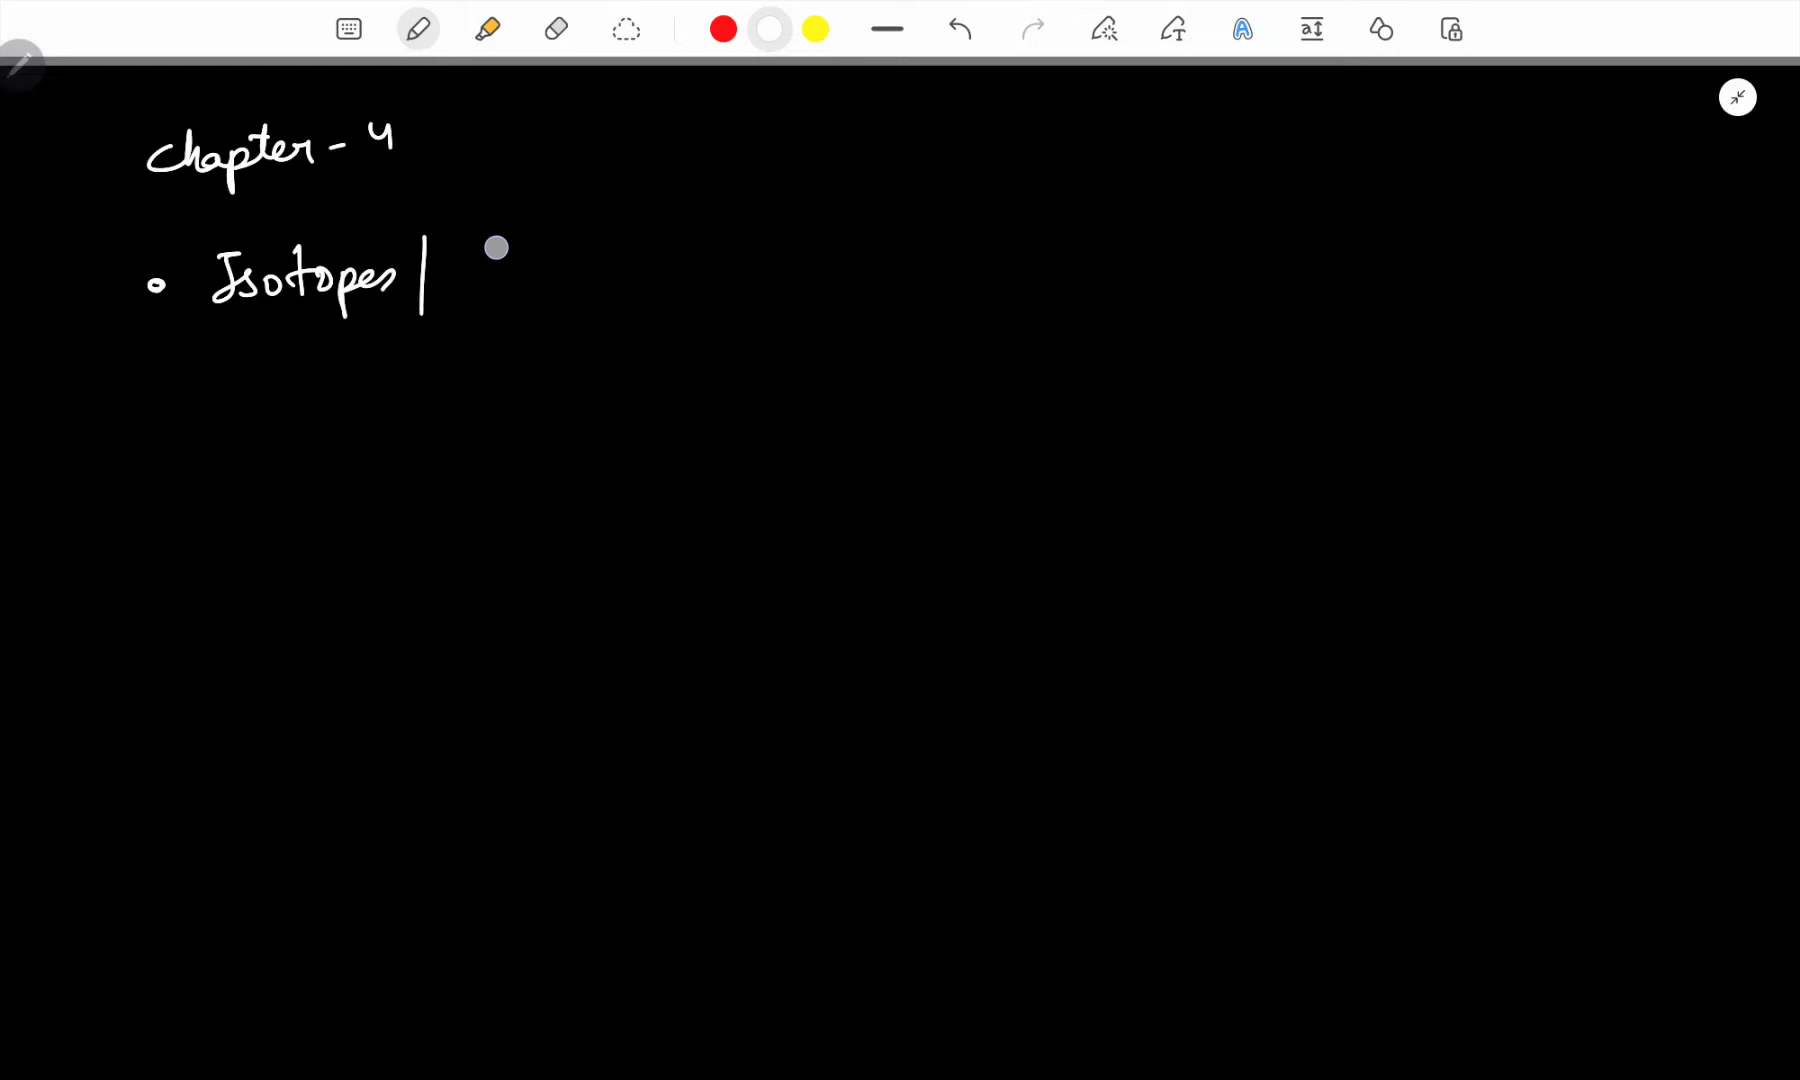 Chapter - 4
• Isotopes |